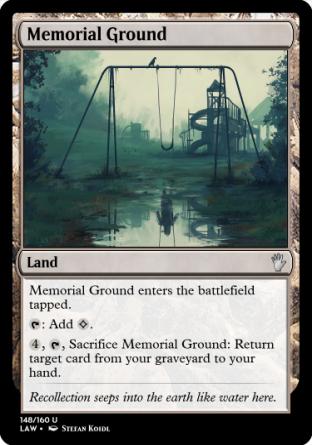 Memorial Ground
Land
Memorial Ground enters the battlefield
tapped.
: Add .
4, , Sacrifice Memorial Ground: Return
target card from your graveyard to your
hand.
Recollection seeps into the earth like water here.
148/160 U
LAW • Stefan Koidl